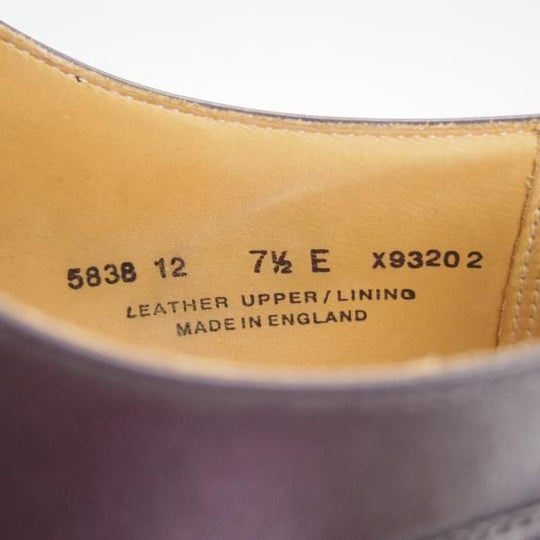 5838 12 7½ E X93202
LEATHER UPPER/LINING
MADE IN ENGLAND